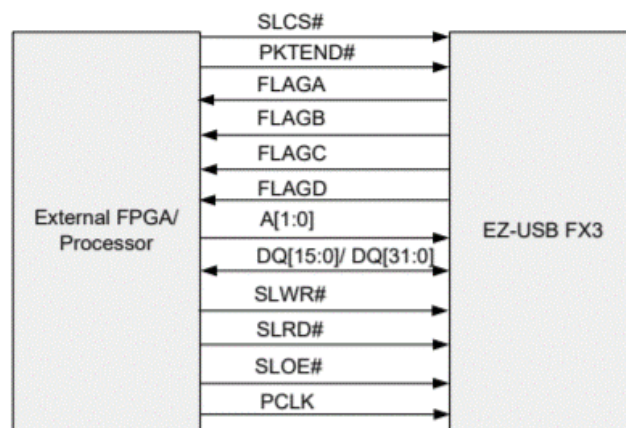 SLCS#
PKTEND#
FLAGA
FLAGB
FLAGC
FLAGD
External FPGA/
Processor
A[1:0]
EZ-USB FX3
DQ[15:0]/ DQ[31:0]
SLWR#
SLRD#
SLOE#
PCLK